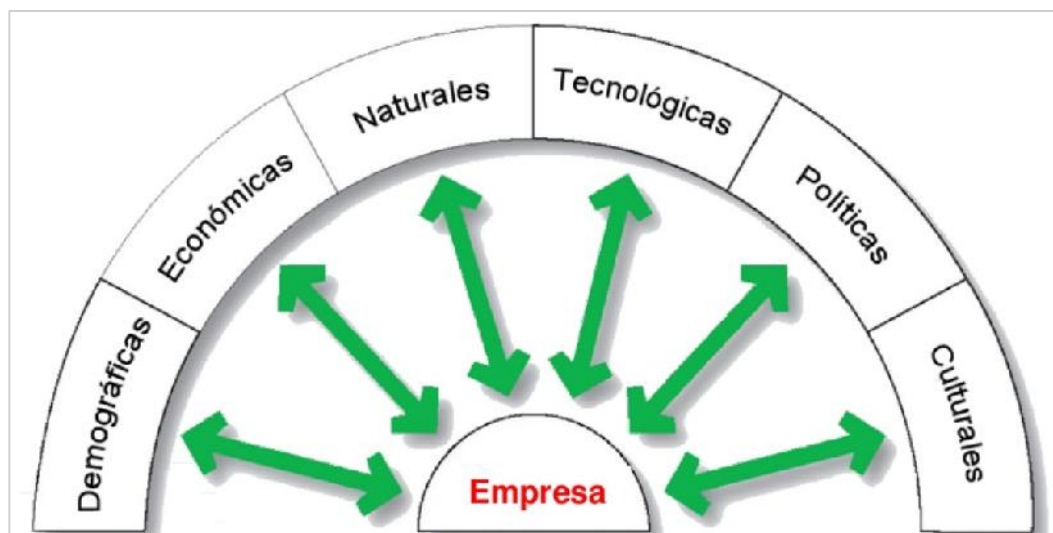 Demográficas
Económicas
Naturales
Tecnológicas
Políticas
Culturales
Empresa